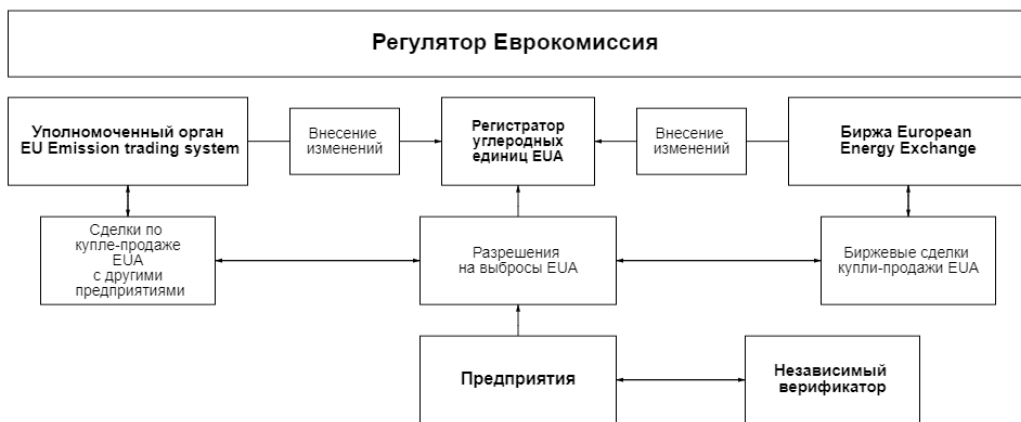 Регулятор Еврокомиссия
Уполномоченный орган
EU Emission trading system
Внесение
изменений
Регистратор
углеродных
единиц EUA
Внесение
изменений
Биржа European
Energy Exchange
Сделки по
купле-продаже
EUA
с другими
предприятиями
Разрешения
на выбросы EUA
Биржевые сделки
купли-продажи EUA
Предприятия
Независимый
верификатор